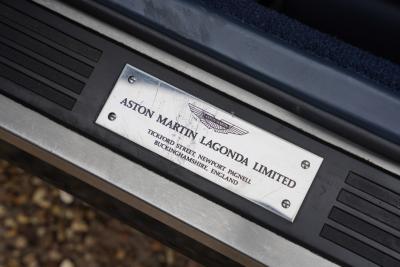 ASTON MARTIN LAGONDA LIMITED
TICKFORD STREET, NEWPORT PAGNELL
BUCKINGHAMSHIRE, ENGLAND